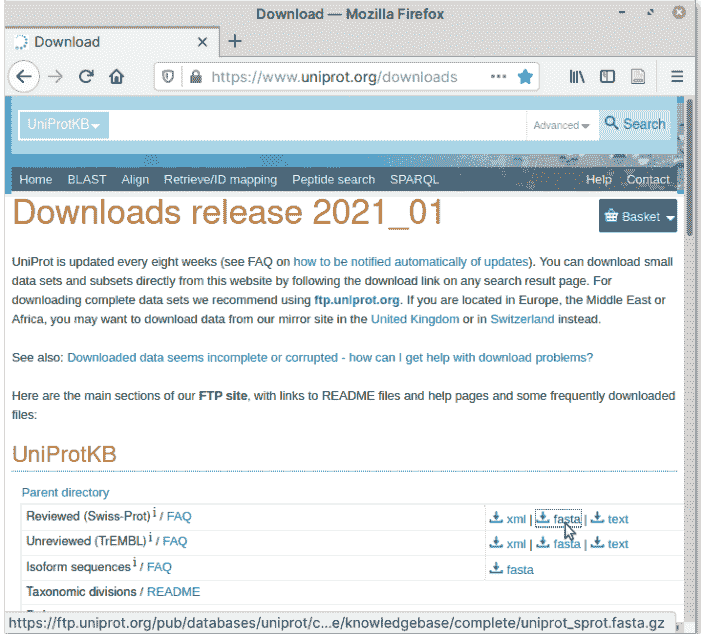 Download — Mozilla Firefox
Download
https://www.uniprot.org/downloads
UniProtKB
Advanced
Search
Home BLAST Align Retrieve/ID mapping Peptide search SPARQL Help Contact
Downloads release 2021_01
Basket
UniProt is updated every eight weeks (see FAQ on how to be notified automatically of updates). You can download small
data sets and subsets directly from this website by following the download link on any search result page. For
downloading complete data sets we recommend using ftp.uniprot.org. If you are located in Europe, the Middle East or
Africa, you may want to download data from our mirror site in the United Kingdom or in Switzerland instead.
See also: Downloaded data seems incomplete or corrupted - how can I get help with download problems?
Here are the main sections of our FTP site, with links to README files and help pages and some frequently downloaded
files:
UniProtKB
Parent directory
Reviewed (Swiss-Prot) i / FAQ xml | fasta | text
Unreviewed (TrEMBL) i / FAQ xml | fasta | text
Isoform sequences i / FAQ fasta
Taxonomic divisions / README
https://ftp.uniprot.org/pub/databases/uniprot/c…e/knowledgebase/complete/uniprot_sprot.fasta.gz